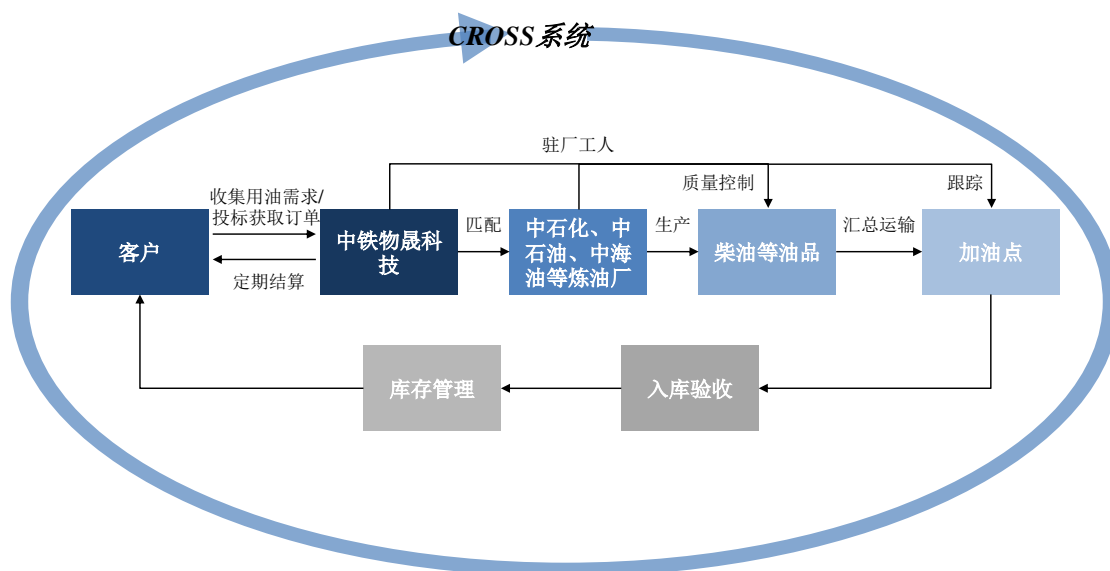 CROSS系统
驻厂工人
收集用油需求/
投标获取订单
质量控制
跟踪
客户
中铁物晟科
技
匹配
中石化、中
石油、中海
油等炼油厂
生产
柴油等油品
汇总运输
加油点
定期结算
库存管理
入库验收